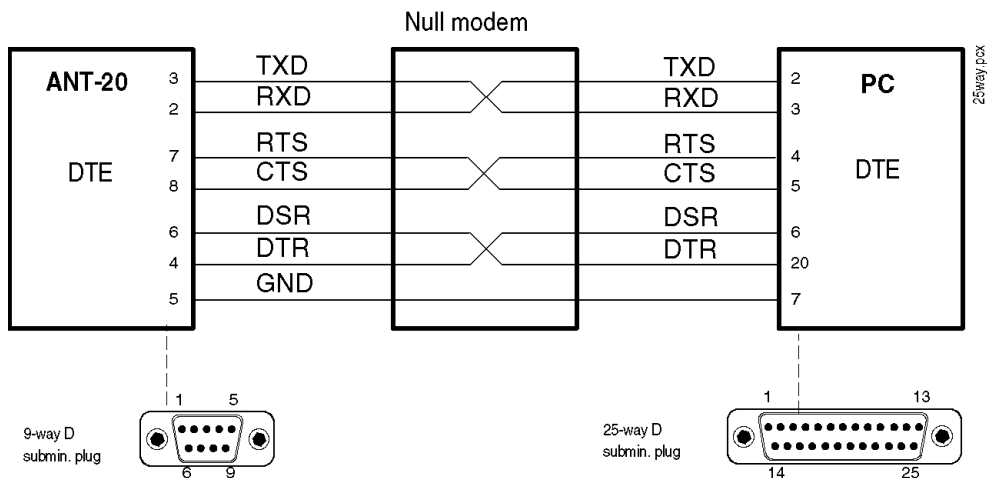 Null modem
ANT-20
DTE
3
2
7
8
6
4
5
TXD
RXD
RTS
CTS
DSR
DTR
GND
TXD
RXD
RTS
CTS
DSR
DTR
2
3
4
5
6
20
7
PC
DTE
25way.pcx
9-way D
submin. plug
1 5
6 9
25-way D
submin. plug
1 13
14 25